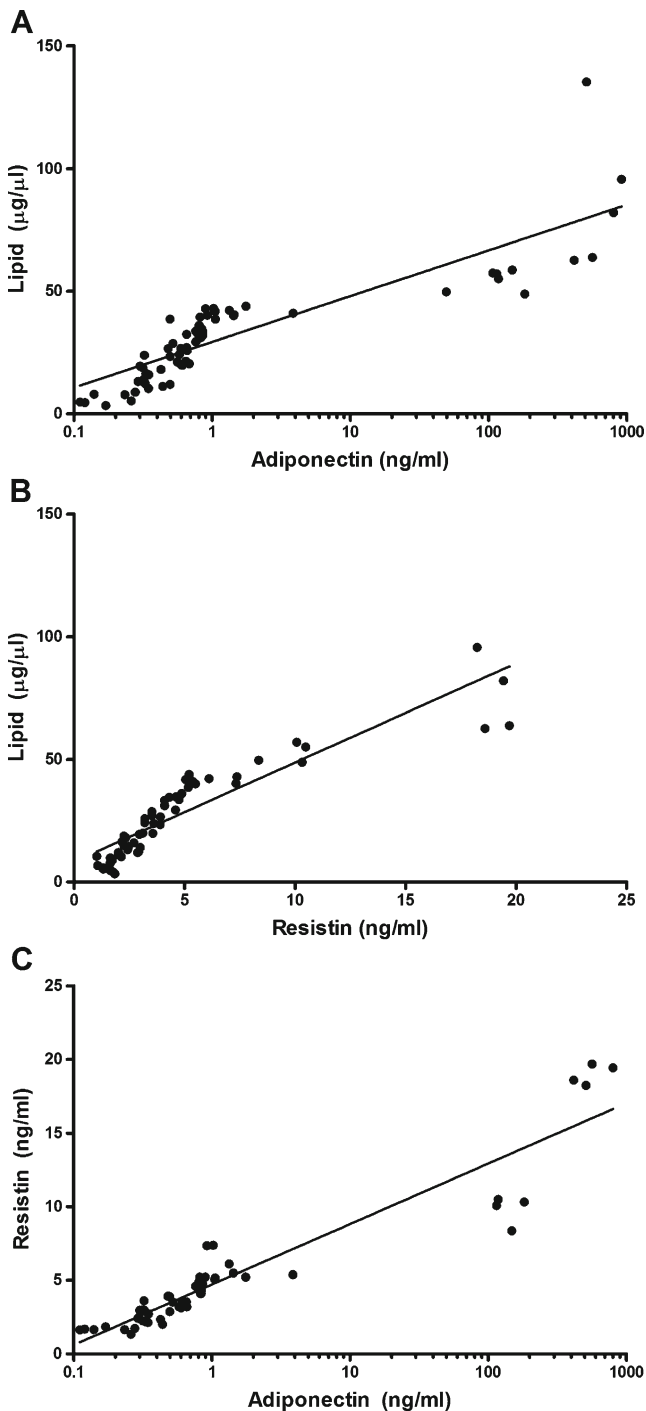 A
150
100
50
0
Lipid (µg/µl)
0.1 1 10 100 1000
Adiponectin (ng/ml)
B
150
100
50
0
Lipid (µg/µl)
0 5 10 15 20 25
Resistin (ng/ml)
C
25
20
15
10
5
0
Resistin (ng/ml)
0.1 1 10 100 1000
Adiponectin (ng/ml)